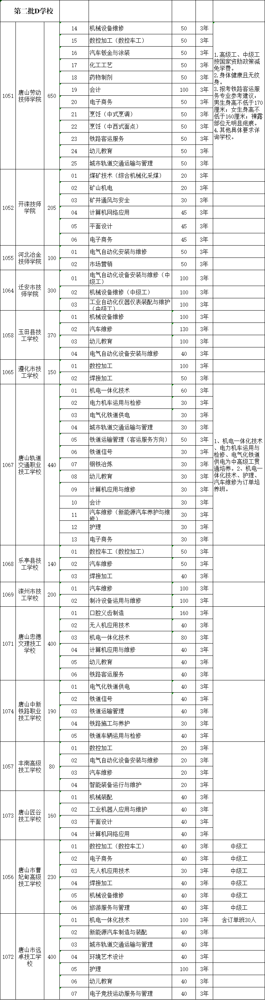 第二批D学校
14 机械设备维修 50 3年
15 数控加工（数控车工） 50 3年
16 汽车钣金与涂装 50 3年
17 化工工艺 50 3年
18 药物制剂 50 3年
19 会计 100 3年
1051 唐山劳动
技师学院 650
20 电子商务 50 3年
21 烹饪（中式烹调） 50 3年
22 烹饪（中西式面点） 50 3年
23 铁路客运服务 50 3年
24 幼儿教育 50 3年
25 城市轨道交通运输与管理 50 3年
1.高级工、中级工
按国家资助政策减
免学费。
2.身体健康且无纹
身。
3.报考铁路客运服
务专业参考建议：
男生身高不低于170
厘米；女生身高不
低于160厘米；裸露
部位无明显疤痕。
4.其他具体要求详
询学校。
1052 开滦技师
学院 205
01 煤矿技术（综合机械化采煤） 20 3年
02 矿山机电 20 3年
03 矿井通风与安全 30 3年
04 计算机网络应用 45 3年
05 平面设计 45 3年
06 电子商务 45 3年
1055 河北冶金
技师学院 100
01 电气自动化安装与维修 50 3年
02 市场营销 50 3年
1064 迁安市技
师学院 300
01 电气自动化设备安装与维修（中
级工） 100 3年
02 机械设备维修（中级工） 100 3年
03 工业自动化仪器仪表装配与维护
（中级工） 100 3年
1058 玉田县技
工学校 370
01 机械设备维修 100 3年
02 汽车维修 130 3年
03 幼儿教育 100 3年
04 电气自动化设备安装与维修 40 3年
1065 遵化市技
工学校 150
01 数控加工 100 3年
02 焊接加工 50 3年
1067 唐山轨道
交通职业
技工学校 440
01 机电一体化技术 60 3年
02 电力机车运用与检修 30 3年
03 电气化铁道供电 30 3年
04 城市轨道交通运输与管理 30 3年
05 铁道运输管理（客运服务方向） 50 3年
06 铁道信号 30 3年
07 钢铁冶炼 30 3年
08 幼儿教育 30 3年
09 计算机应用与维修 30 3年
10 会计 30 3年
11 汽车维修（新能源汽车养护与维
修） 30 3年
12 护理 30 3年
13 电子商务 30 3年
1、机电一体化技术
、电力机车运用与
检修、电气化铁道
供电为中高级工贯
通培养。2、机电一
体化技术、护理、
汽车维修为订单培
养班。
1068 乐亭县技
工学校 140
01 数控车工（数控加工） 50 3年
02 汽车维修 50 3年
03 焊接加工 40 3年
1069 滦州市技
工学校 200
01 汽车维修 100 3年
02 制冷设备运用与维修 100 3年
1071 唐山忠德
文理技工
学校 400
01 口腔义齿制造 160 3年
02 无人机应用技术 40 3年
03 机电一体化技术 80 3年
04 计算机应用与维修 40 3年
05 幼儿教育 40 3年
06 铁路客运服务 40 3年
1074 唐山中新
铁路职业
技工学校 190
01 电气化铁道供电 40 3年
02 铁道信号 40 3年
03 铁道运输管理 40 3年
04 铁路施工与养护 30 3年
05 铁道车辆运用与检修 40 3年
1057 丰南高级
技工学校 80
01 数控加工 20 3年
02 电气自动化设备安装与维修 20 3年
03 汽车维修 20 3年
04 智能装备运行与维护 20 3年
1073 唐山匠谷
技工学校 160
01 机械装配 40 3年
02 工业机器人应用与维护 40 3年
03 平面设计 40 3年
04 计算机网络应用 40 3年
1056 唐山市曹
妃甸高级
技工学校 230
01 数控加工（数控车工） 40 3年 中级工
02 电子商务 40 3年 中级工
03 无人机应用技术 30 3年 中级工
04 焊接加工 40 3年 中级工
05 机械设备维修 40 3年 中级工
06 旅游服务与管理 40 3年 中级工
1072 唐山市远
卓技工学
校 400
01 机电一体化技术 100 3年 含订单班30人
02 新能源汽车制造与装配 40 3年
03 城市轨道交通运输与管理 40 3年
04 环境艺术设计 40 3年
05 护理 100 3年
06 幼儿教育 40 3年
07 电子竞技运动服务与管理 40 3年